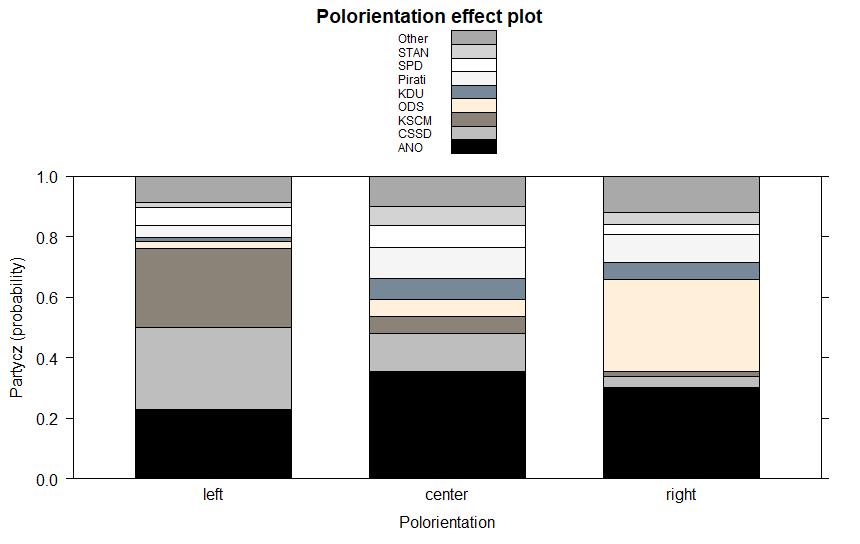 Polorientation effect plot
Other
STAN
SPD
Pirati
KDU
ODS
KSCM
CSSD
ANO
1.0
0.8
0.6
0.4
0.2
0.0
Partycz (probability)
left center right
Polorientation